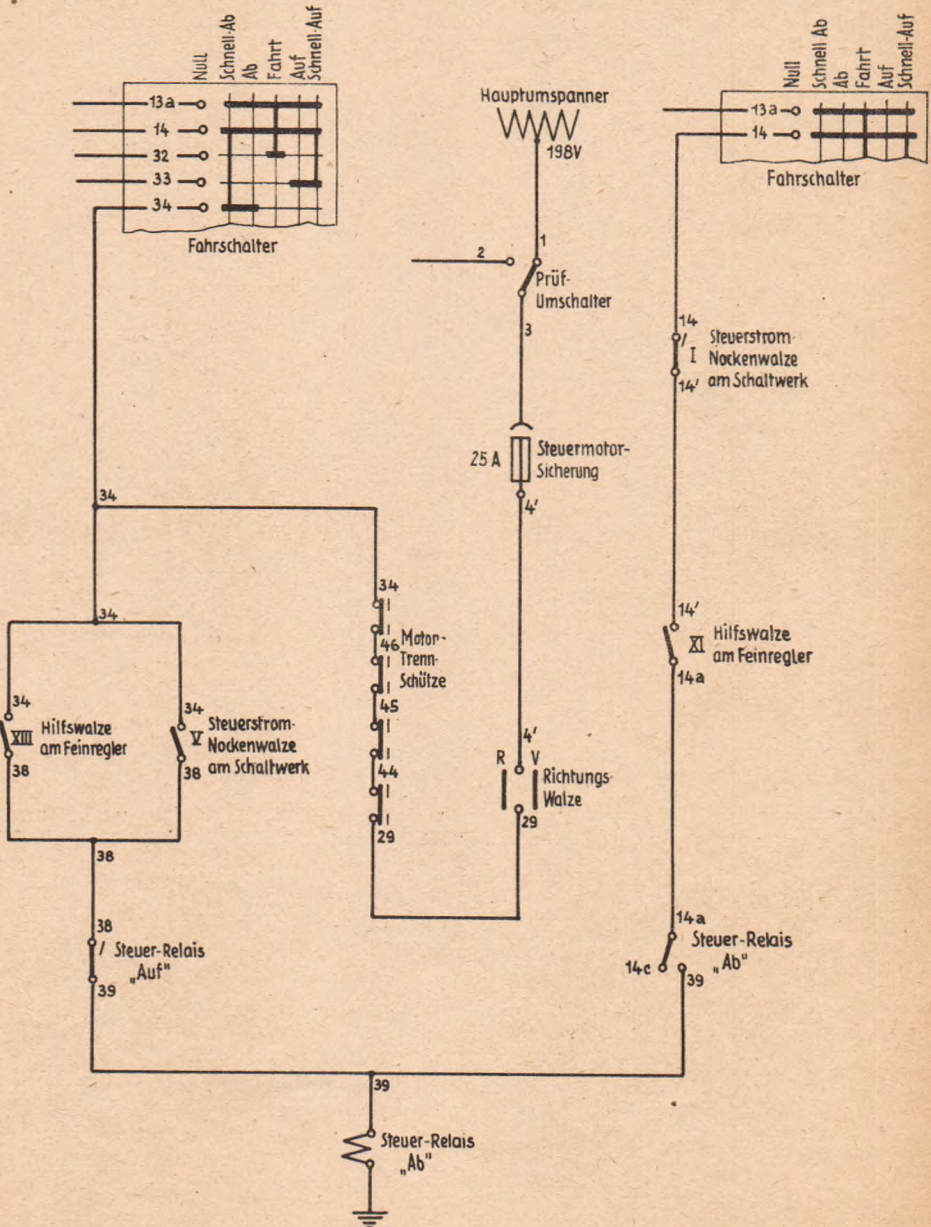 Null
Schnell-Ab
Ab
Fahrt
Auf
Schnell-Auf
13a
14
32
33
34
Fahrschalter
Hauptumspanner
198V
1
2
Prüf-
Umschalter
3
25 A
Steuermotor-
Sicherung
4'
Null
Schnell Ab
Ab
Fahrt
Auf
Schnell-Auf
13a
14
Fahrschalter
14
I
Steuerstrom-
Nockenwalze
am Schaltwerk
14'
34
34
34
XIII
Hilfswalze
am Feinregler
38
34
V
Steuerstrom-
Nockenwalze
am Schaltwerk
38
38
34
46
Motor-
Trenn-
Schütze
45
44
29
4'
R
V
Richtungs-
Walze
29
14'
XI
Hilfswalze
am Feinregler
14a
38
Steuer-Relais
„Auf"
39
14a
Steuer-Relais
„Ab"
14c
39
39
Steuer-Relais
„Ab"